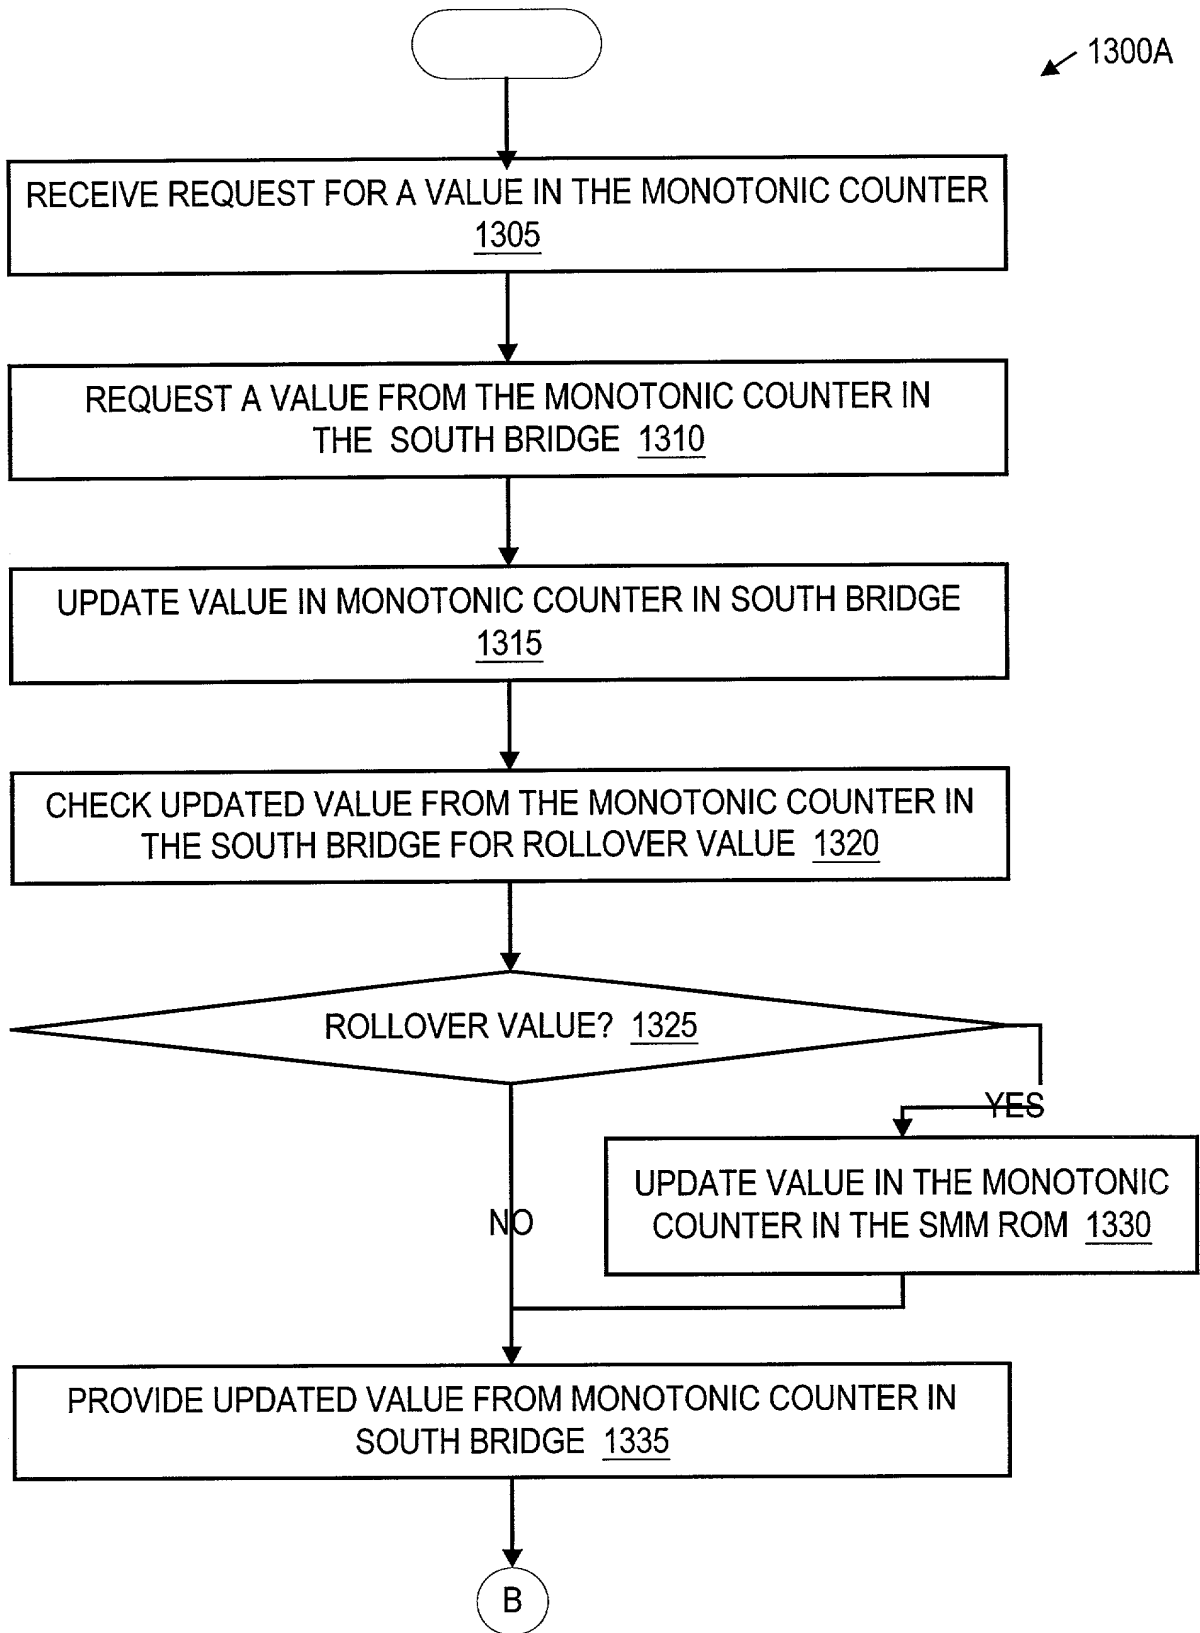 1300A
RECEIVE REQUEST FOR A VALUE IN THE MONOTONIC COUNTER
1305
REQUEST A VALUE FROM THE MONOTONIC COUNTER IN
THE SOUTH BRIDGE 1310
UPDATE VALUE IN MONOTONIC COUNTER IN SOUTH BRIDGE
1315
CHECK UPDATED VALUE FROM THE MONOTONIC COUNTER IN
THE SOUTH BRIDGE FOR ROLLOVER VALUE 1320
ROLLOVER VALUE? 1325
YES
UPDATE VALUE IN THE MONOTONIC
COUNTER IN THE SMM ROM 1330
NO
PROVIDE UPDATED VALUE FROM MONOTONIC COUNTER IN
SOUTH BRIDGE 1335
B